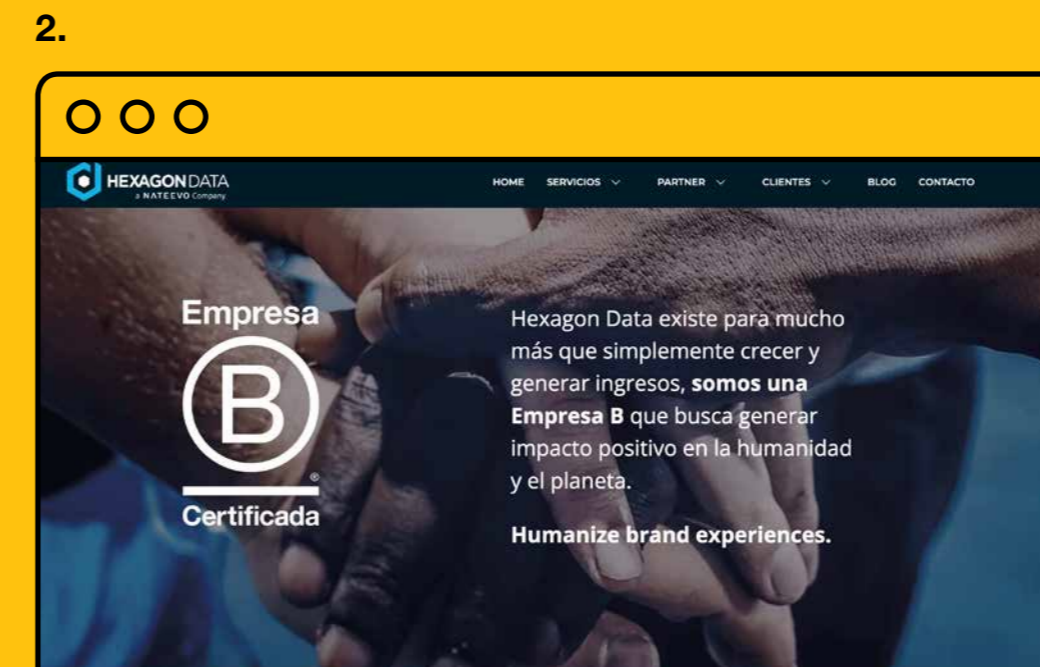 2.
HEXAGON DATA
a NATEEVO Company
HOME SERVICIOS PARTNER CLIENTES BLOG CONTACTO
Empresa
B
®
Certificada
Hexagon Data existe para mucho
más que simplemente crecer y
generar ingresos, somos una
Empresa B que busca generar
impacto positivo en la humanidad
y el planeta.
Humanize brand experiences.